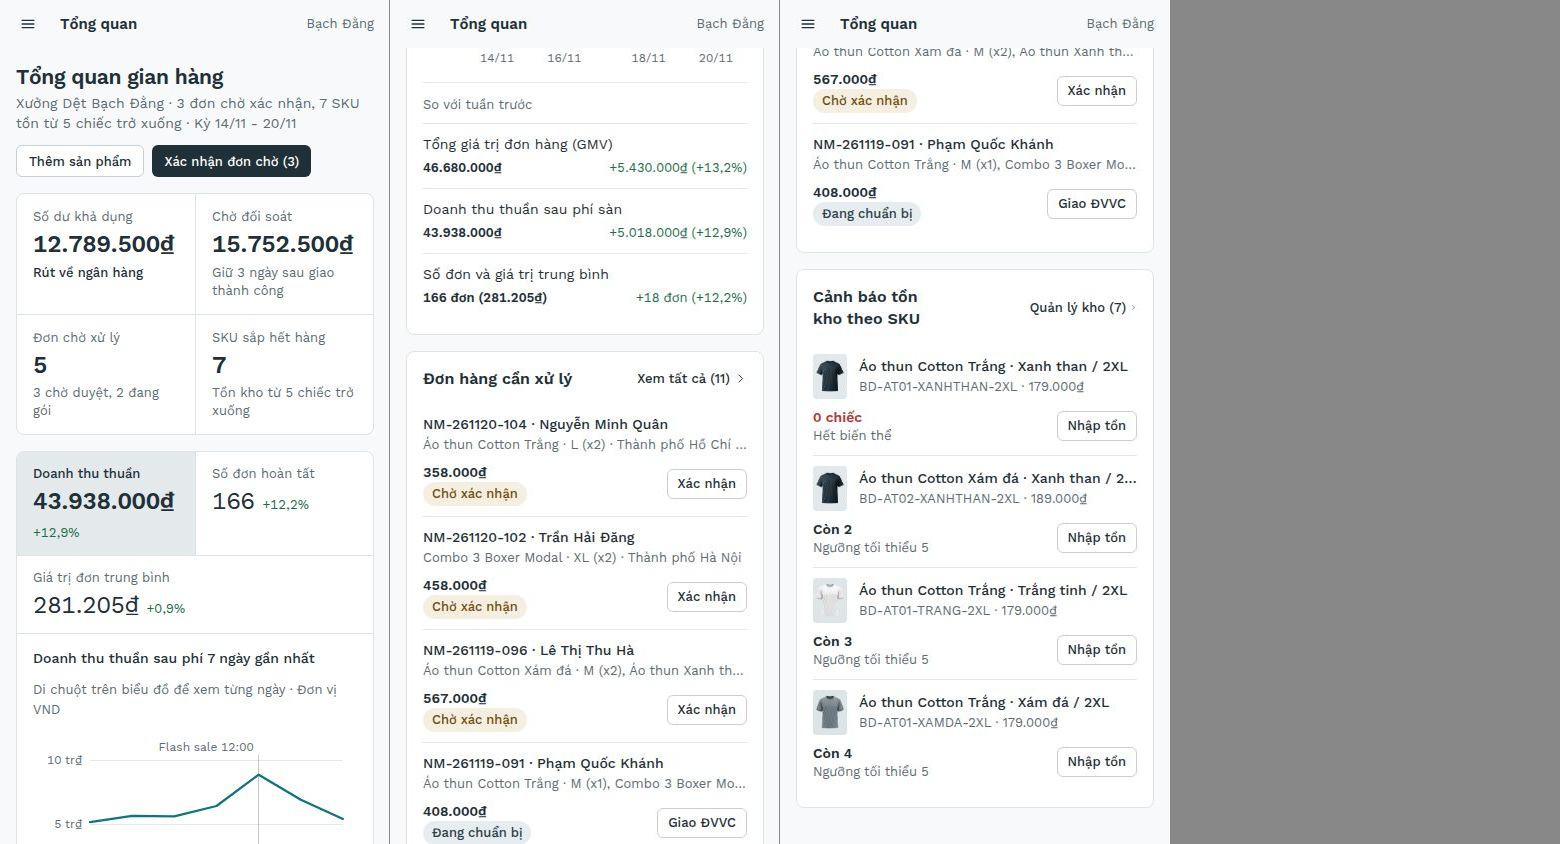 Tổng quan
Bạch Đằng
Tổng quan gian hàng
Xưởng Dệt Bạch Đằng · 3 đơn chờ xác nhận, 7 SKU
tồn từ 5 chiếc trở xuống · Kỳ 14/11 - 20/11
Thêm sản phẩm
Xác nhận đơn chờ (3)
Số dư khả dụng
12.789.500₫
Rút về ngân hàng
Chờ đối soát
15.752.500₫
Giữ 3 ngày sau giao
thành công
Đơn chờ xử lý
5
3 chờ duyệt, 2 đang
gói
SKU sắp hết hàng
7
Tồn kho từ 5 chiếc trở
xuống
Doanh thu thuần
43.938.000₫
+12,9%
Số đơn hoàn tất
166 +12,2%
Giá trị đơn trung bình
281.205₫ +0,9%
Doanh thu thuần sau phí 7 ngày gần nhất
Di chuột trên biểu đồ để xem từng ngày · Đơn vị
VND
Flash sale 12:00
10 tr₫
5 tr₫
Tổng quan
Bạch Đằng
14/11 16/11 18/11 20/11
So với tuần trước
Tổng giá trị đơn hàng (GMV)
46.680.000₫ +5.430.000₫ (+13,2%)
Doanh thu thuần sau phí sàn
43.938.000₫ +5.018.000₫ (+12,9%)
Số đơn và giá trị trung bình
166 đơn (281.205₫) +18 đơn (+12,2%)
Đơn hàng cần xử lý
Xem tất cả (11)
NM-261120-104 · Nguyễn Minh Quân
Áo thun Cotton Trắng · L (x2) · Thành phố Hồ Chí ...
358.000₫
Chờ xác nhận
Xác nhận
NM-261120-102 · Trần Hải Đăng
Combo 3 Boxer Modal · XL (x2) · Thành phố Hà Nội
458.000₫
Chờ xác nhận
Xác nhận
NM-261119-096 · Lê Thị Thu Hà
Áo thun Cotton Xám đá · M (x2), Áo thun Xanh th...
567.000₫
Chờ xác nhận
Xác nhận
NM-261119-091 · Phạm Quốc Khánh
Áo thun Cotton Trắng · M (x1), Combo 3 Boxer Mo...
408.000₫
Đang chuẩn bị
Giao ĐVVC
Tổng quan
Bạch Đằng
Áo thun Cotton Xám đá · M (x2), Áo thun Xanh th...
567.000₫
Chờ xác nhận
Xác nhận
NM-261119-091 · Phạm Quốc Khánh
Áo thun Cotton Trắng · M (x1), Combo 3 Boxer Mo...
408.000₫
Đang chuẩn bị
Giao ĐVVC
Cảnh báo tồn
kho theo SKU
Quản lý kho (7)
Áo thun Cotton Trắng · Xanh than / 2XL
BD-AT01-XANHTHAN-2XL · 179.000₫
0 chiếc
Hết biến thể
Nhập tồn
Áo thun Cotton Xám đá · Xanh than / 2...
BD-AT02-XANHTHAN-2XL · 189.000₫
Còn 2
Ngưỡng tối thiểu 5
Nhập tồn
Áo thun Cotton Trắng · Trắng tinh / 2XL
BD-AT01-TRANG-2XL · 179.000₫
Còn 3
Ngưỡng tối thiểu 5
Nhập tồn
Áo thun Cotton Trắng · Xám đá / 2XL
BD-AT01-XAMDA-2XL · 179.000₫
Còn 4
Ngưỡng tối thiểu 5
Nhập tồn